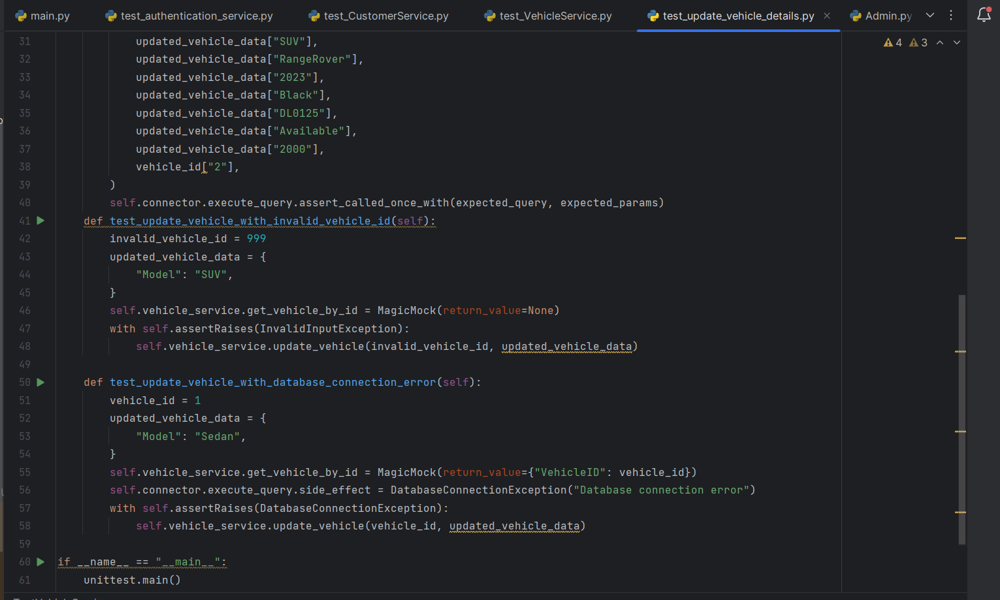 main.py test_authentication_service.py test_CustomerService.py test_VehicleService.py test_update_vehicle_details.py Admin.py
4 3
31 updated_vehicle_data["SUV"],
32 updated_vehicle_data["RangeRover"],
33 updated_vehicle_data["2023"],
34 updated_vehicle_data["Black"],
35 updated_vehicle_data["DL0125"],
36 updated_vehicle_data["Available"],
37 updated_vehicle_data["2000"],
38 vehicle_id["2"],
39 )
40 self.connector.execute_query.assert_called_once_with(expected_query, expected_params)
41 def test_update_vehicle_with_invalid_vehicle_id(self):
42 invalid_vehicle_id = 999
43 updated_vehicle_data = {
44 "Model": "SUV",
45 }
46 self.vehicle_service.get_vehicle_by_id = MagicMock(return_value=None)
47 with self.assertRaises(InvalidInputException):
48 self.vehicle_service.update_vehicle(invalid_vehicle_id, updated_vehicle_data)
49
50 def test_update_vehicle_with_database_connection_error(self):
51 vehicle_id = 1
52 updated_vehicle_data = {
53 "Model": "Sedan",
54 }
55 self.vehicle_service.get_vehicle_by_id = MagicMock(return_value={"VehicleID": vehicle_id})
56 self.connector.execute_query.side_effect = DatabaseConnectionException("Database connection error")
57 with self.assertRaises(DatabaseConnectionException):
58 self.vehicle_service.update_vehicle(vehicle_id, updated_vehicle_data)
59
60 if __name__ == "__main__":
61 unittest.main()